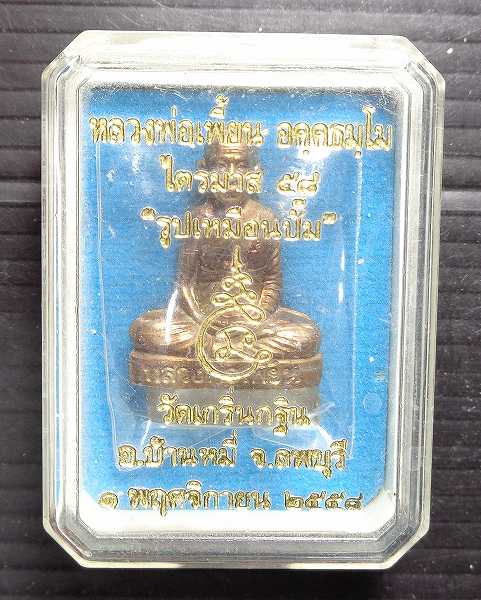 หลวงพ่อเพี้ยน อคฺคธมฺโม
ไตรมาส ๕๘
"รูปเหมือนปั๊ม"
วัดเกริ่นกฐิน
อ.บ้านหมี่ จ.ลพบุรี
๑ พฤศจิกายน ๒๕๕๘